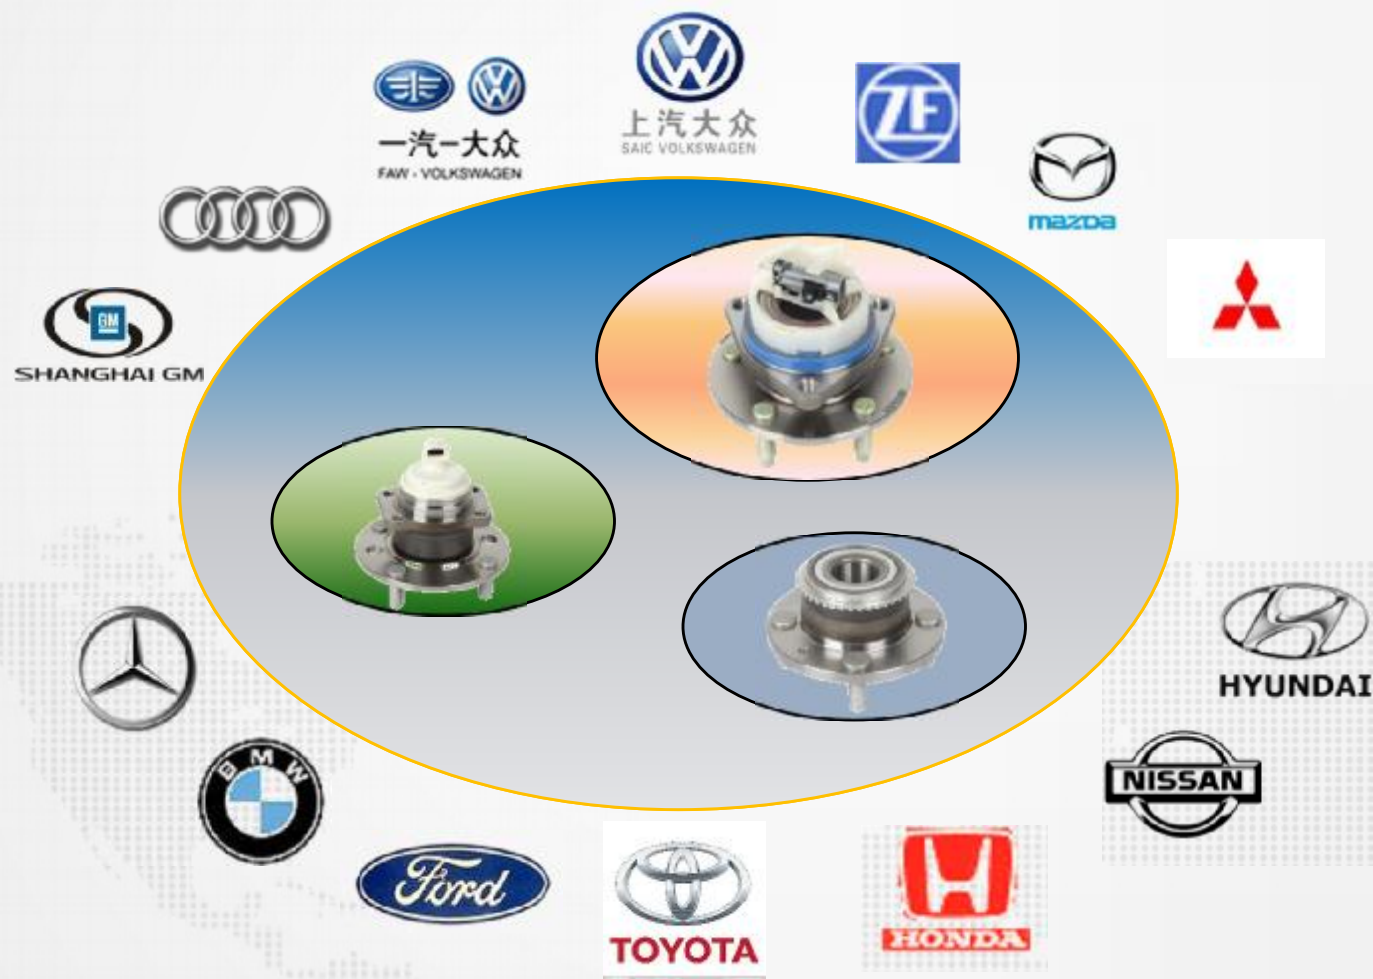 上汽大众
SAIC VOLKSWAGEN
一汽-大众
FAW - VOLKSWAGEN
ZF
mazda
GM
SHANGHAI GM
HYUNDAI
NISSAN
BMW
Ford
TOYOTA
HONDA